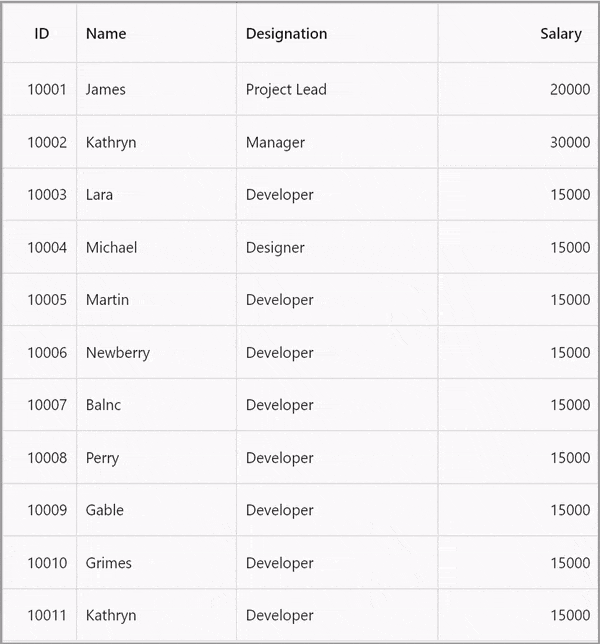 ID Name Designation Salary
10001 James Project Lead 20000
10002 Kathryn Manager 30000
10003 Lara Developer 15000
10004 Michael Designer 15000
10005 Martin Developer 15000
10006 Newberry Developer 15000
10007 Balnc Developer 15000
10008 Perry Developer 15000
10009 Gable Developer 15000
10010 Grimes Developer 15000
10011 Kathryn Developer 15000